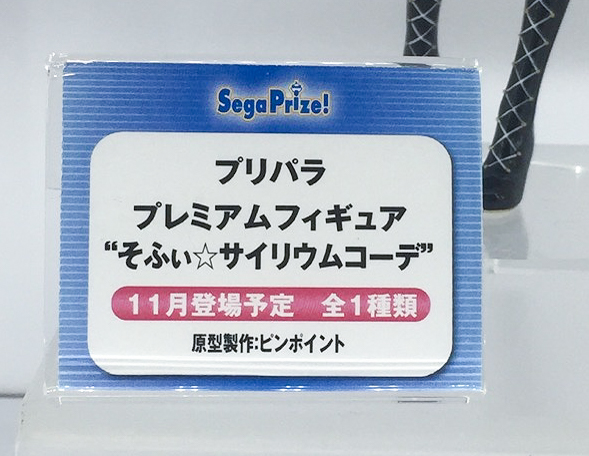 SegaPrize!
プリパラ
プレミアムフィギュア
“そふぃ☆サイリウムコーデ”
11月登場予定 全1種類
原型製作:ピンポイント